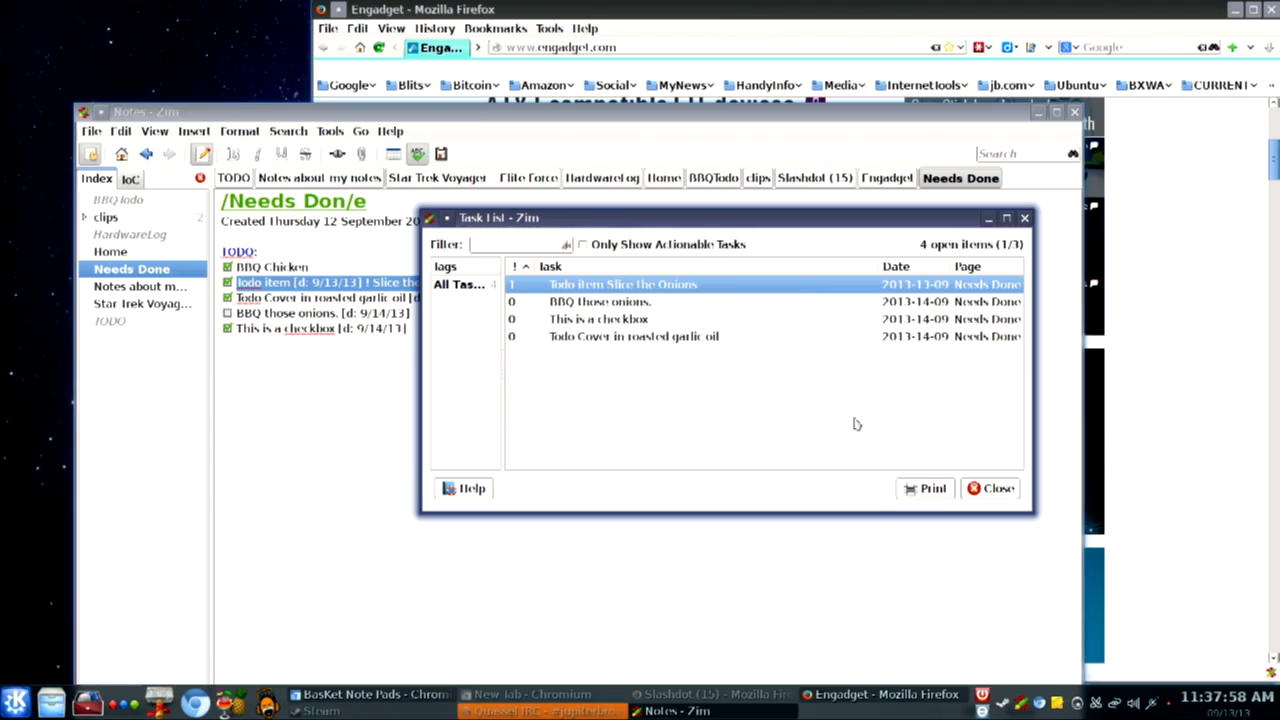 Engadget - Mozilla Firefox
File Edit View History Bookmarks Tools Help
Enga... www.engadget.com Google
Google Blits Bitcoin Amazon Social MyNews HandyInfo Media InternetTools jb.com Ubuntu BXWA CURRENT
Notes - Zim
File Edit View Insert Format Search Tools Go Help
Search
Index ToC
TODO Notes about my notes Star Trek Voyager Elite Force HardwareLog Home BBQTodo clips Slashdot (15) Engadget Needs Done
BBQTodo
clips 2
HardwareLog
Home
Needs Done
Notes about m...
Star Trek Voyag...
TODO
/Needs Don/e
Created Thursday 12 September 20
TODO:
BBQ Chicken
Todo item [d: 9/13/13] ! Slice the
Todo Cover in roasted garlic oil [d
BBQ those onions. [d: 9/14/13]
This is a checkbox [d: 9/14/13]
Task List - Zim
Filter: Only Show Actionable Tasks 4 open items (1/3)
Tags ! Task Date Page
All Tas... 4 1 Todo item Slice the Onions 2013-13-09 Needs Done
0 BBQ those onions. 2013-14-09 Needs Done
0 This is a checkbox 2013-14-09 Needs Done
0 Todo Cover in roasted garlic oil 2013-14-09 Needs Done
Help Print Close
BasKet Note Pads - Chromi New Tab - Chromium Slashdot (15) - Mozilla Fire Engadget - Mozilla Firefox
Steam Quassel IRC - #jupiterbro Notes - Zim
11:37:58 AM
09/13/13